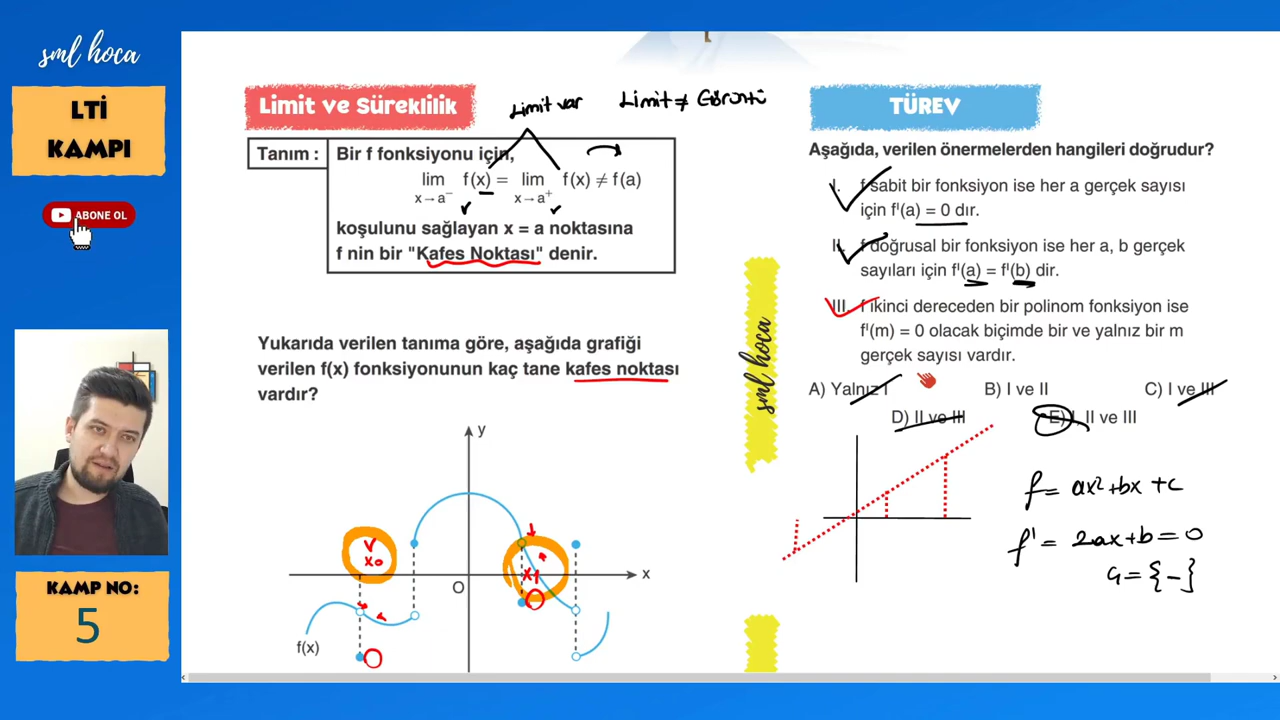 sml hoca
LTİ
KAMPI
ABONE OL
KAMP NO:
5
Limit ve Süreklilik
Limit var
Limit ≠ Görüntü
Tanım :
Bir f fonksiyonu için,
lim f(x) = lim f(x) ≠ f(a)
x→a⁻ x→a⁺
koşulunu sağlayan x = a noktasına
f nin bir "Kafes Noktası" denir.
Yukarıda verilen tanıma göre, aşağıda grafiği
verilen f(x) fonksiyonunun kaç tane kafes noktası
vardır?
y
x
O
f(x)
x₀
x₁
sml hoca
TÜREV
Aşağıda, verilen önermelerden hangileri doğrudur?
I. f sabit bir fonksiyon ise her a gerçek sayısı
için fᴵ(a) = 0 dır.
II. f doğrusal bir fonksiyon ise her a, b gerçek
sayıları için fᴵ(a) = fᴵ(b) dir.
III. f ikinci dereceden bir polinom fonksiyon ise
fᴵ(m) = 0 olacak biçimde bir ve yalnız bir m
gerçek sayısı vardır.
A) Yalnız I
B) I ve II
C) I ve III
D) II ve III
E) I, II ve III
f = ax²+bx+c
f' = 2ax+b = 0